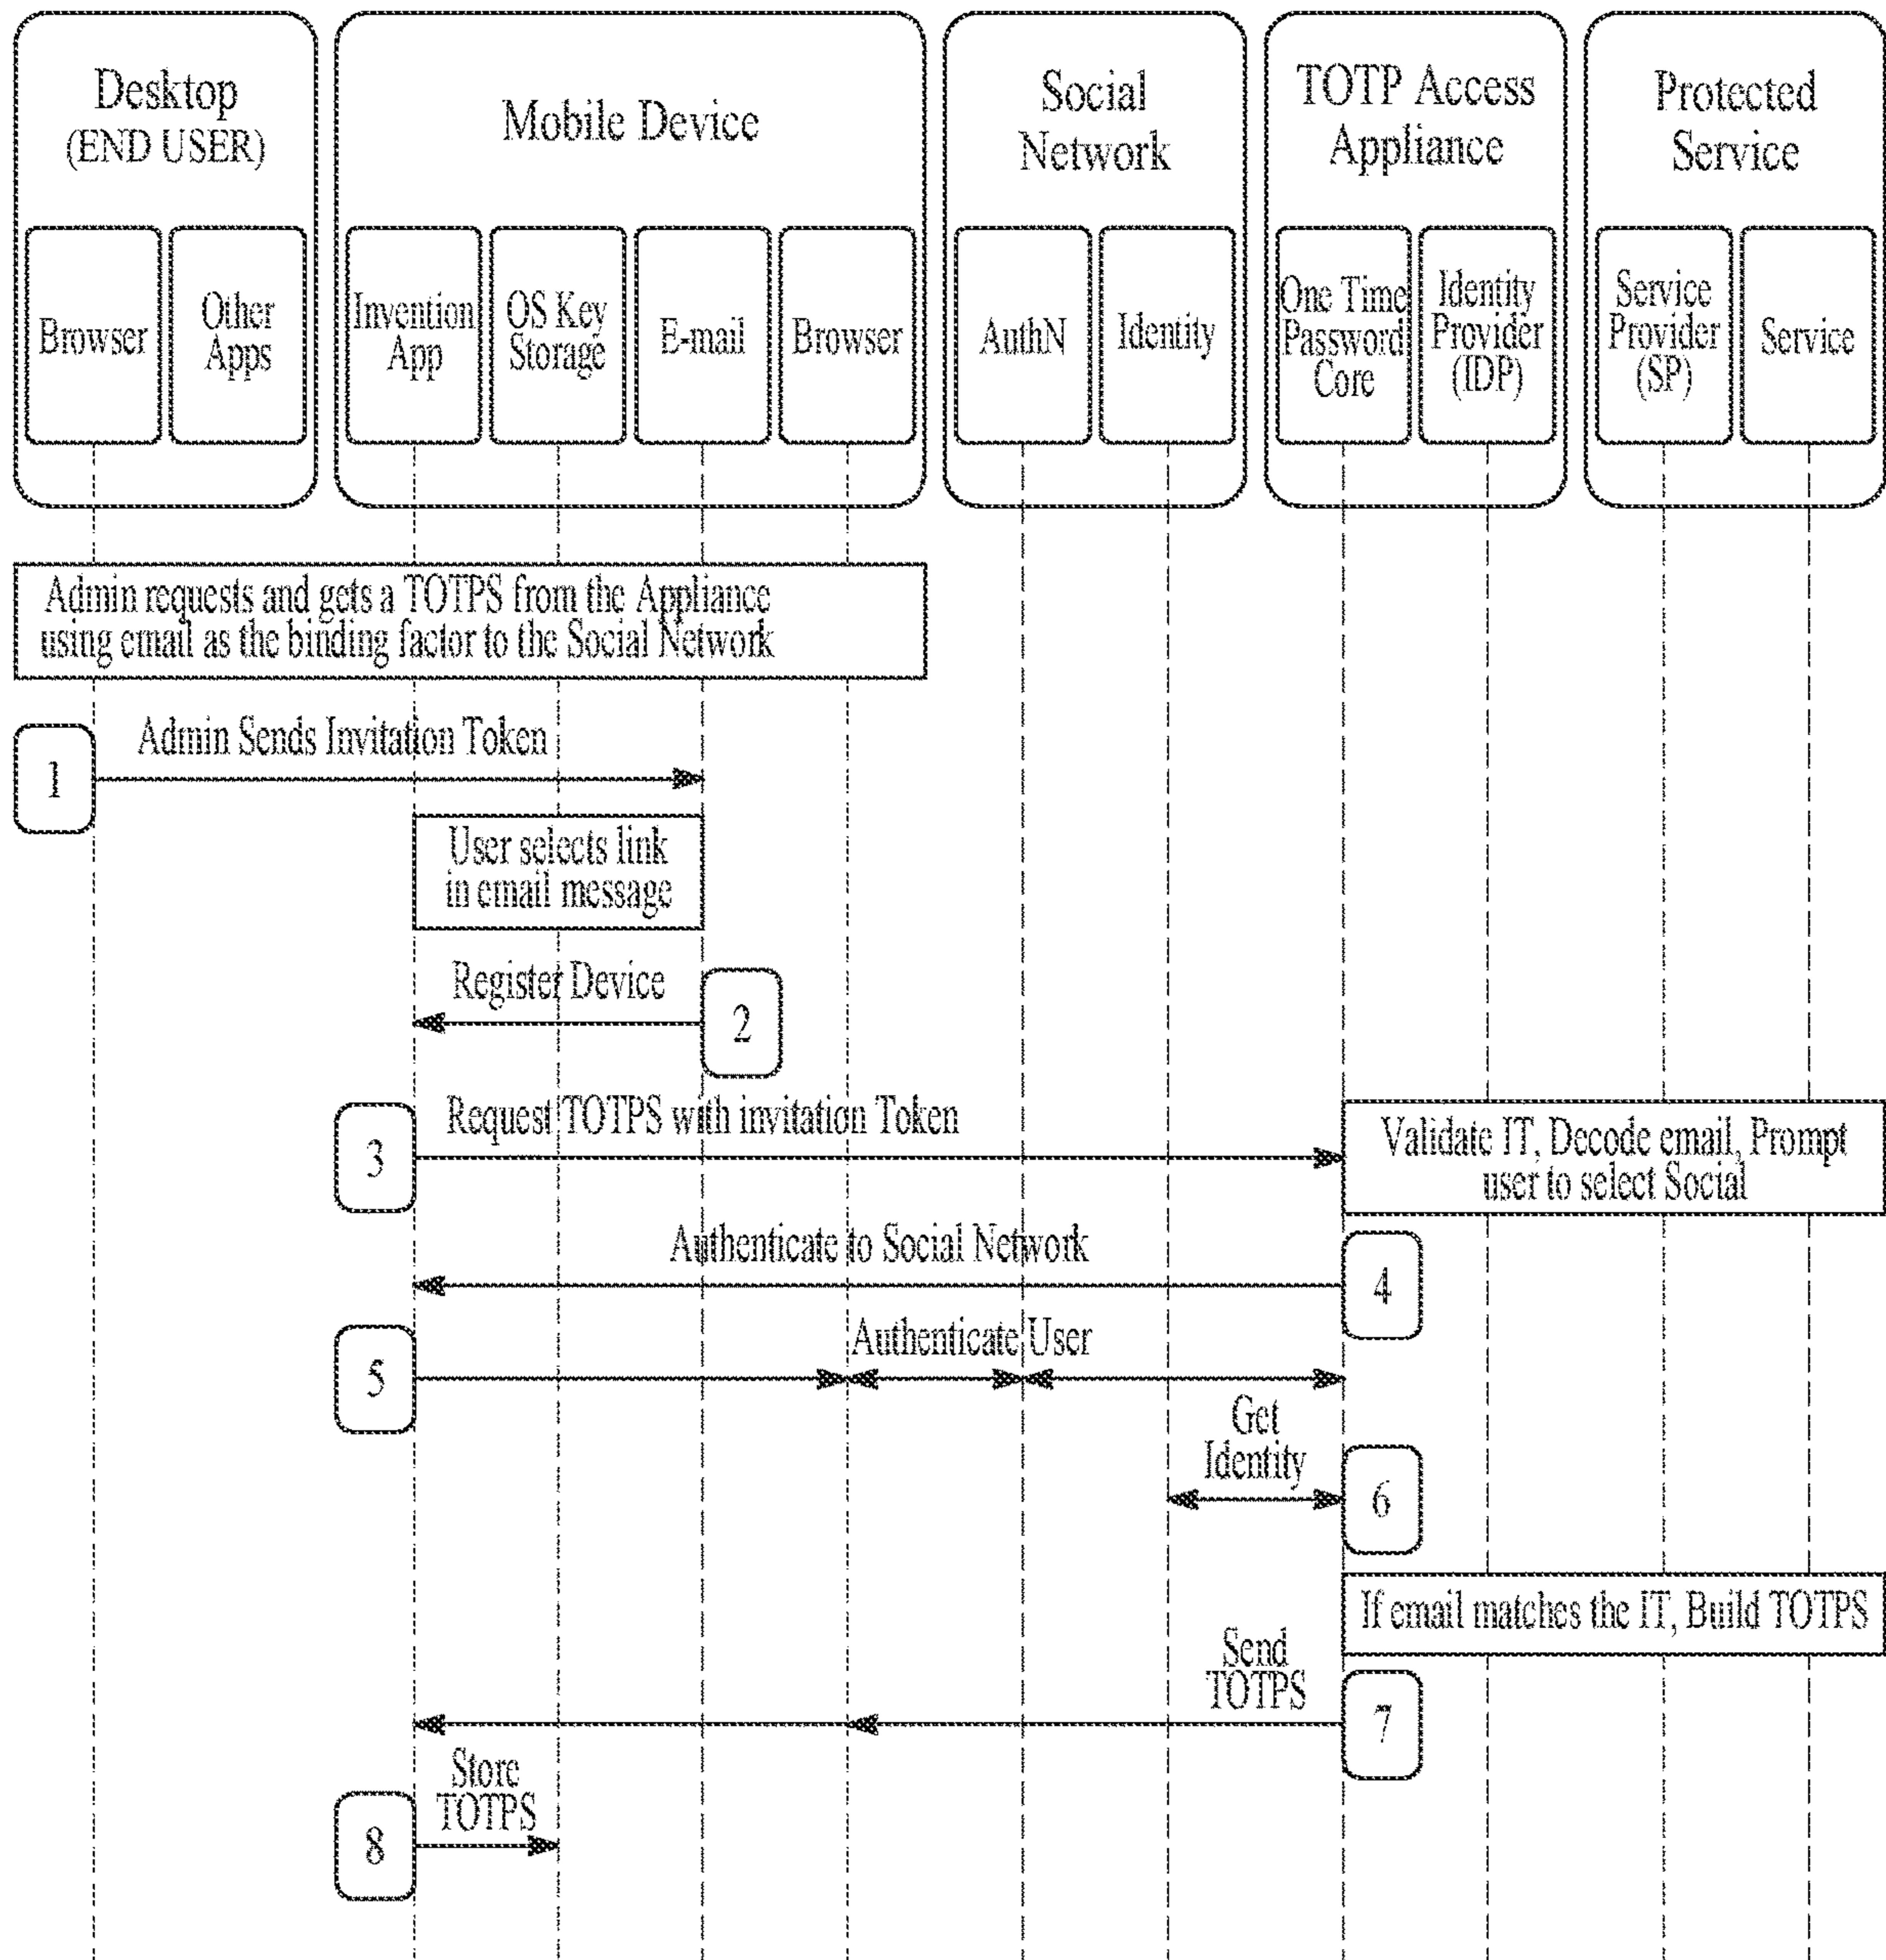 Desktop
(END USER)
Mobile Device
Social
Network
TOTP Access
Appliance
Protected
Service
Browser
Other
Apps
Invention
App
OS Key
Storage
E-mail
Browser
AuthN
Identity
One Time
Password
Core
Identity
Provider
(IDP)
Service
Provider
(SP)
Service
Admin requests and gets a TOTPS from the Appliance
using email as the binding factor to the Social Network
Admin Sends Invitation Token
1
User selects link
in email message
Register Device
2
Request TOTPS with invitation Token
3
Validate IT, Decode email, Prompt
user to select Social
Authenticate to Social Network
4
Authenticate User
5
Get
Identity
6
If email matches the IT, Build TOTPS
Send
TOTPS
7
Store
TOTPS
8